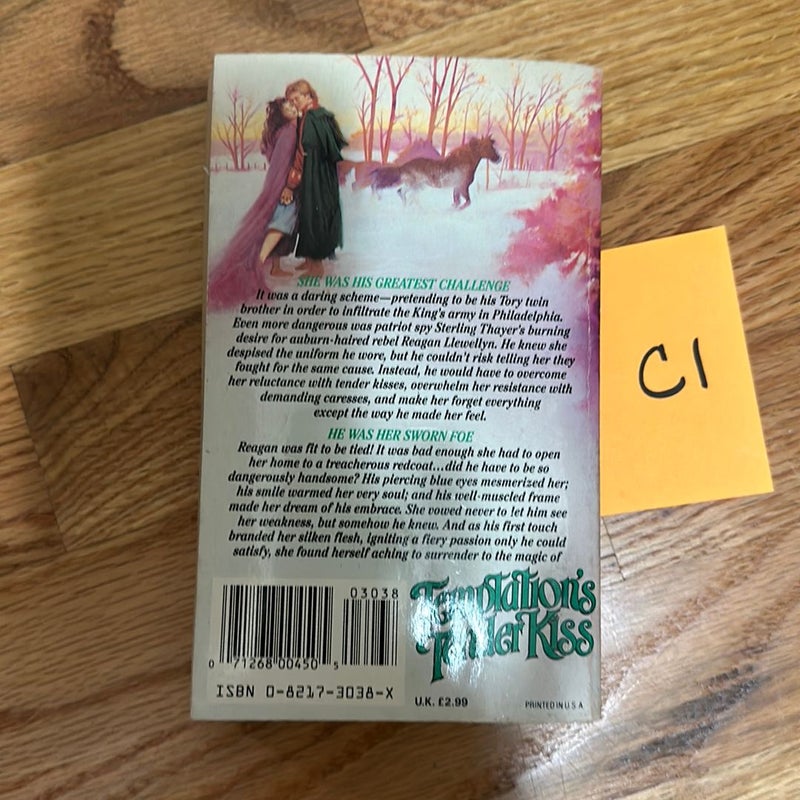 SHE WAS HIS GREATEST CHALLENGE
It was a daring scheme—pretending to be his Tory twin
brother in order to infiltrate the King's army in Philadelphia.
Even more dangerous was patriot spy Sterling Thayer's burning
desire for auburn-haired rebel Reagan Llewellyn. He knew she
despised the uniform he wore, but he couldn't risk telling her they
fought for the same cause. Instead, he would have to overcome
her reluctance with tender kisses, overwhelm her resistance with
demanding caresses, and make her forget everything
except the way he made her feel.
HE WAS HER SWORN FOE
Reagan was fit to be tied! It was bad enough she had to open
her home to a treacherous redcoat...did he have to be so
dangerously handsome? His piercing blue eyes mesmerized her;
his smile warmed her very soul; and his well-muscled frame
made her dream of his embrace. She vowed never to let him see
her weakness, but somehow he knew. And as his first touch
branded her silken flesh, igniting a fiery passion only he could
satisfy, she found herself aching to surrender to the magic of
Temptation's
Tender Kiss
03038
0 71268 00450 5
ISBN 0-8217-3038-X
U.K. £2.99
PRINTED IN U.S.A.
C1